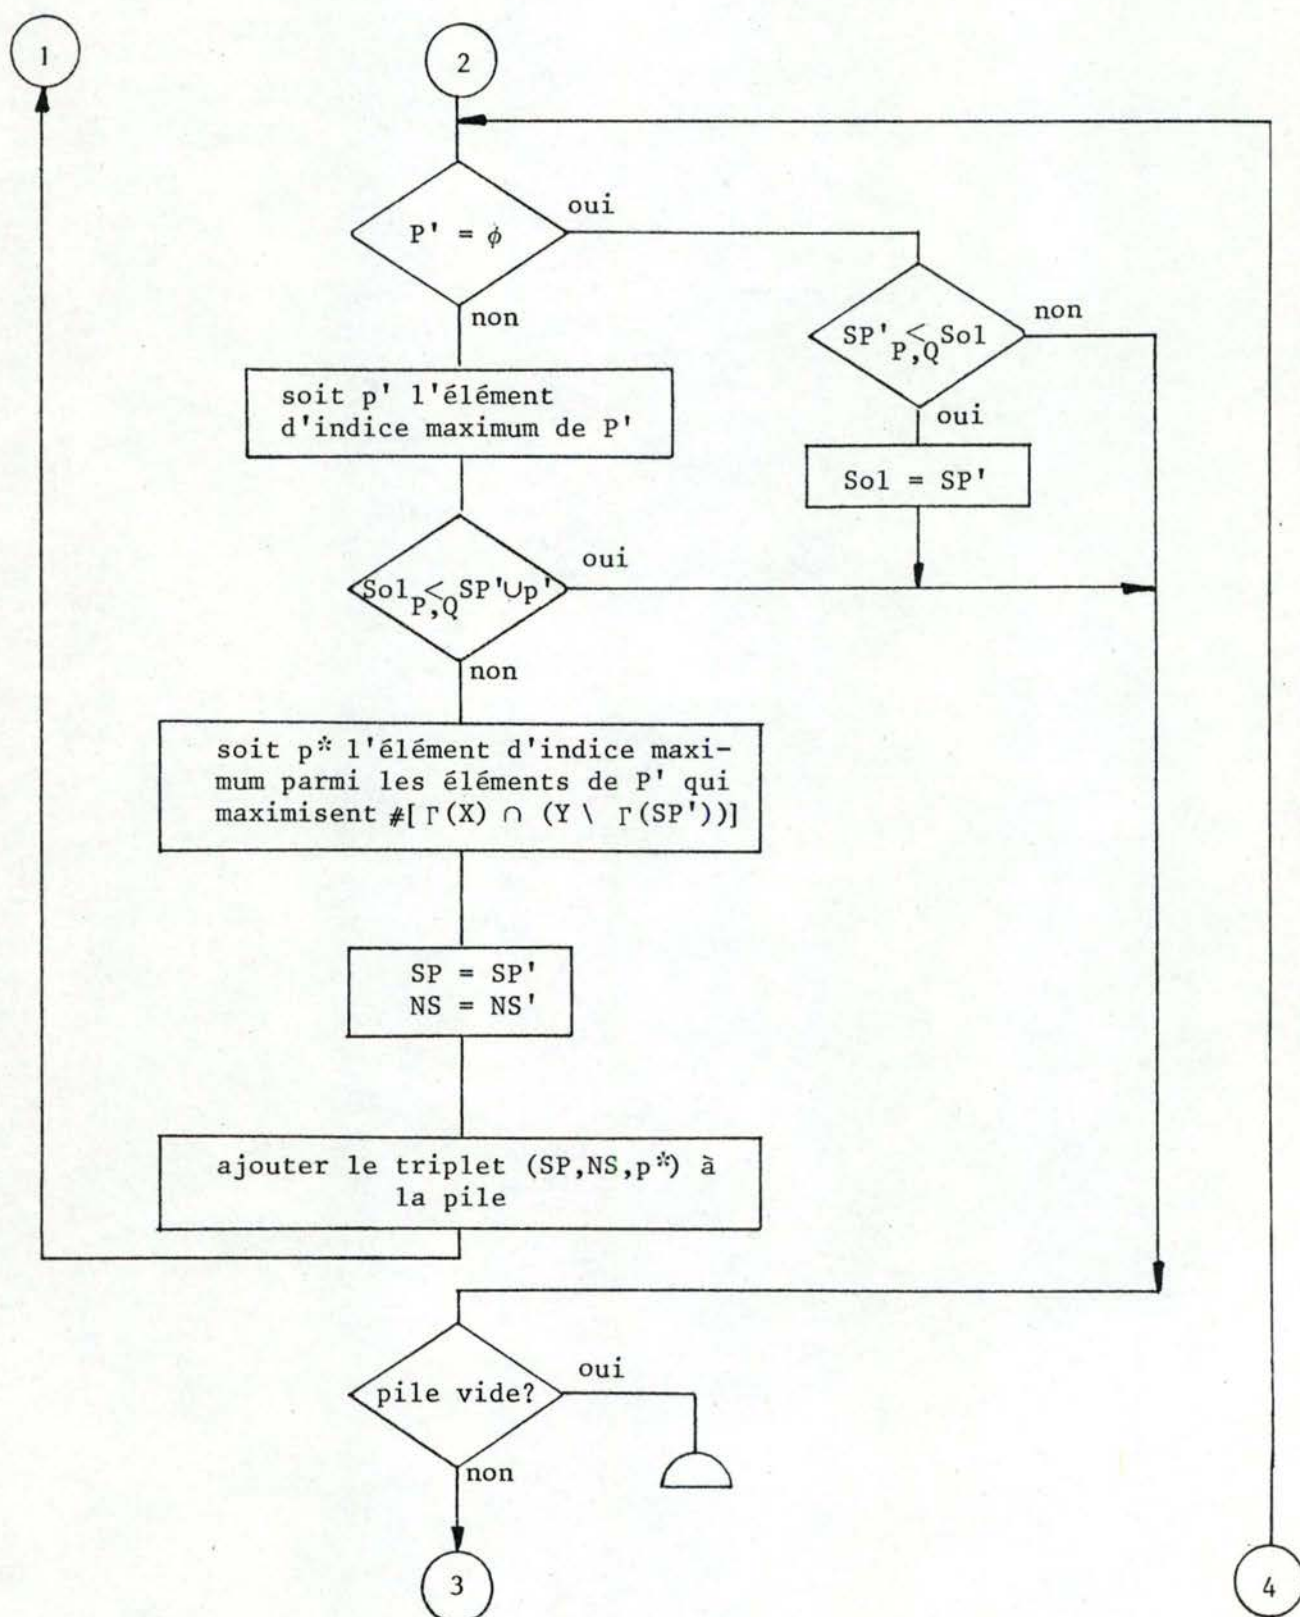 1
2
oui
P' = ϕ
non
SP' <P,Q Sol
non
soit p' l'élément
d'indice maximum de P'
oui
Sol = SP'
Sol <P,Q SP'∪p'
oui
non
soit p* l'élément d'indice maxi-
mum parmi les éléments de P' qui
maximisent #[ Γ(X) ∩ (Y \ Γ(SP'))]
SP = SP'
NS = NS'
ajouter le triplet (SP,NS,p*) à
la pile
pile vide?
oui
non
3
4